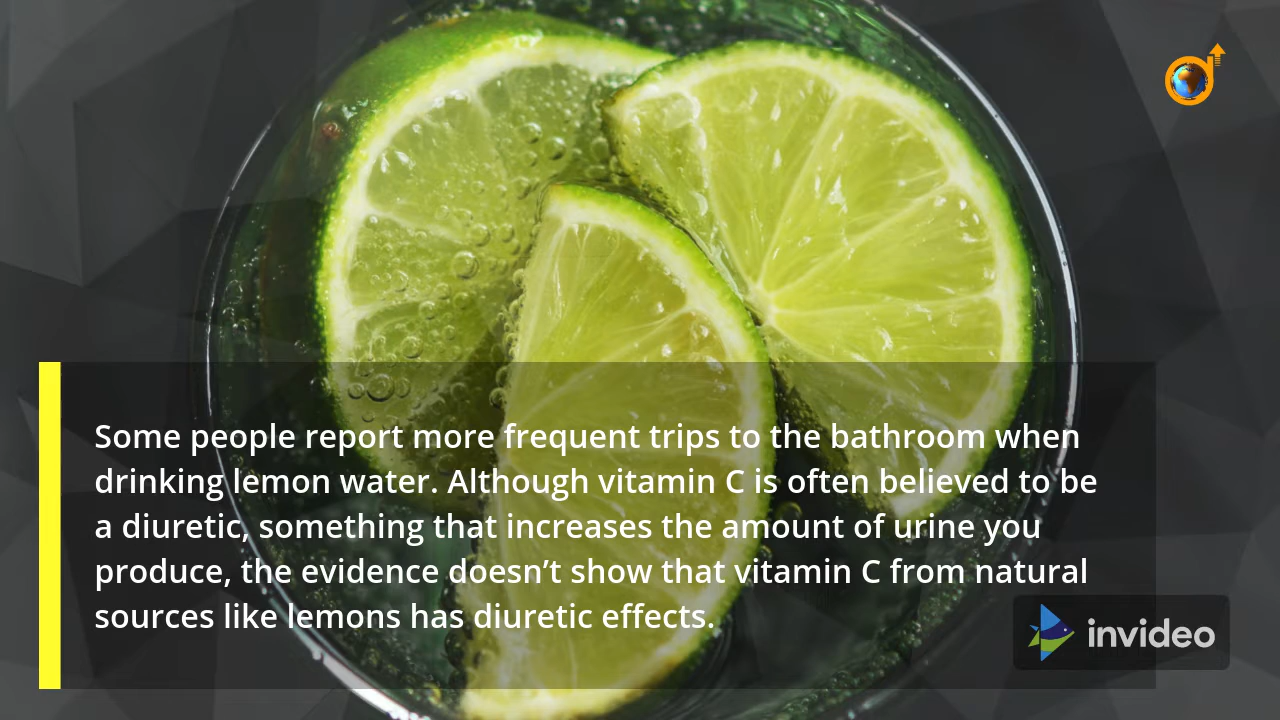 Some people report more frequent trips to the bathroom when
drinking lemon water. Although vitamin C is often believed to be
a diuretic, something that increases the amount of urine you
produce, the evidence doesn’t show that vitamin C from natural
sources like lemons has diuretic effects.
invideo